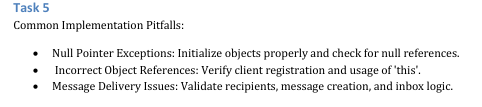 Task 5
Common Implementation Pitfalls:
• Null Pointer Exceptions: Initialize objects properly and check for null references.
• Incorrect Object References: Verify client registration and usage of 'this'.
• Message Delivery Issues: Validate recipients, message creation, and inbox logic.